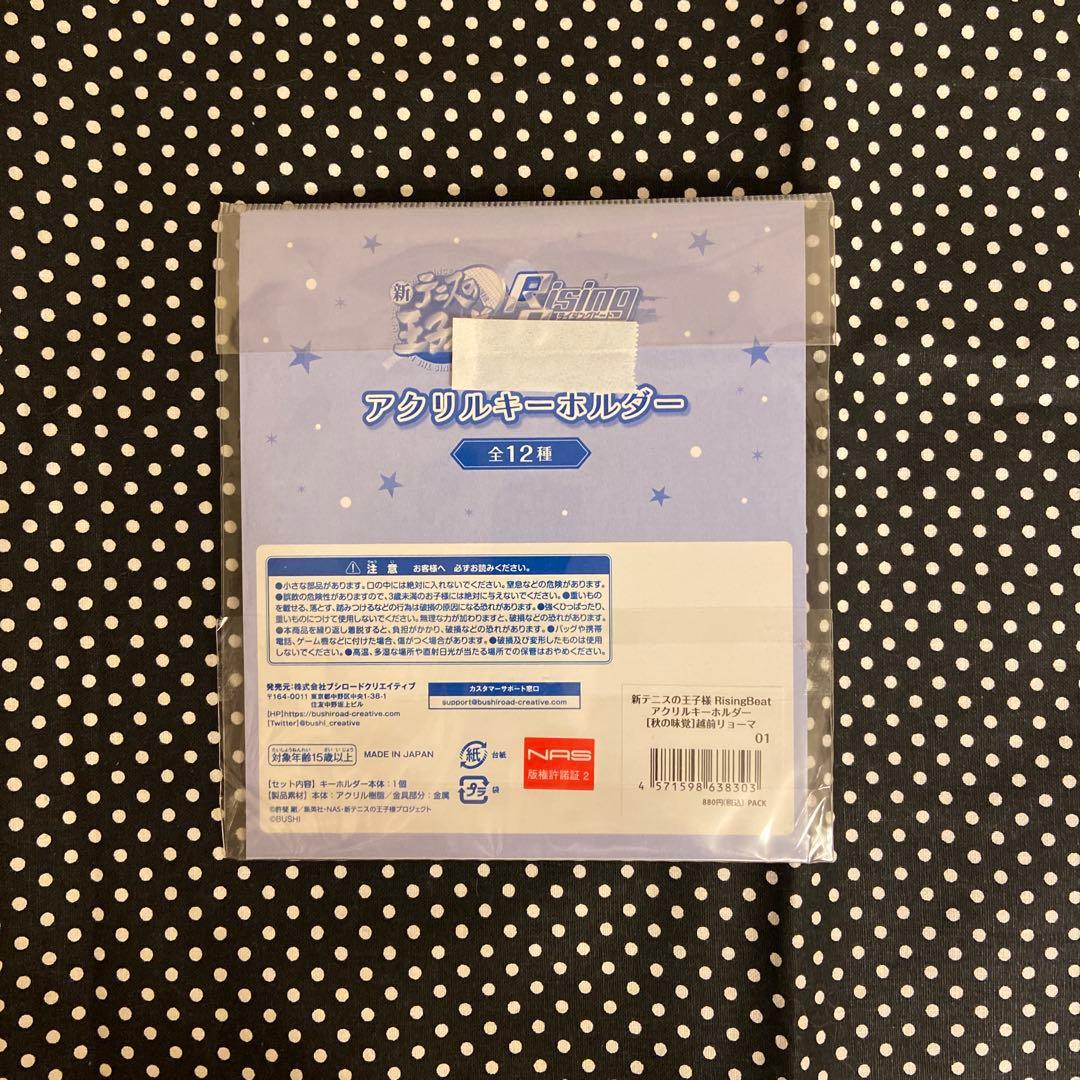 新テニスの
王子
Rising
ライジングビート
アクリルキーホルダー
全12種
注意 お客様へ 必ずお読みください。
●小さな部品があります。口の中には絶対に入れないでください。窒息などの危険があります。
●誤飲の危険性がありますので、3歳未満のお子様には絶対に与えないでください。●重いもの
を載せる、落とす、踏みつけるなどの行為は破損の原因になる恐れがあります。●強くひっぱったり、
重いものにつけて使用しないでください。無理な力が加わりますと、破損などの恐れがあります。
●本商品を繰り返し着脱すると、負担がかかり、破損などの恐れがあります。●バッグや携帯
電話、ゲーム機などに付けた場合、傷がつく場合があります。●破損及び変形したものは使用
しないでください。●高温、多湿な場所や直射日光が当たる場所での保管はおやめください。
発売元:株式会社ブシロードクリエイティブ
〒164-0011 東京都中野区中央1-38-1
住友中野坂上ビル
[HP]https://bushiroad-creative.com
[Twitter]@bushi_creative
カスタマーサポート窓口
support@bushiroad-creative.com
対象年齢15歳以上
MADE IN JAPAN
紙 台紙
プラ 袋
NAS
版権許諾証 2
【セット内容】キーホルダー本体:1個
【製品素材】本体:アクリル樹脂/金具部分:金属
©許斐 剛/集英社・NAS・新テニスの王子様プロジェクト
©BUSHI
新テニスの王子様 RisingBeat
アクリルキーホルダー
[秋の味覚]越前リョーマ
01
4 571598 638303
880円(税込) PACK